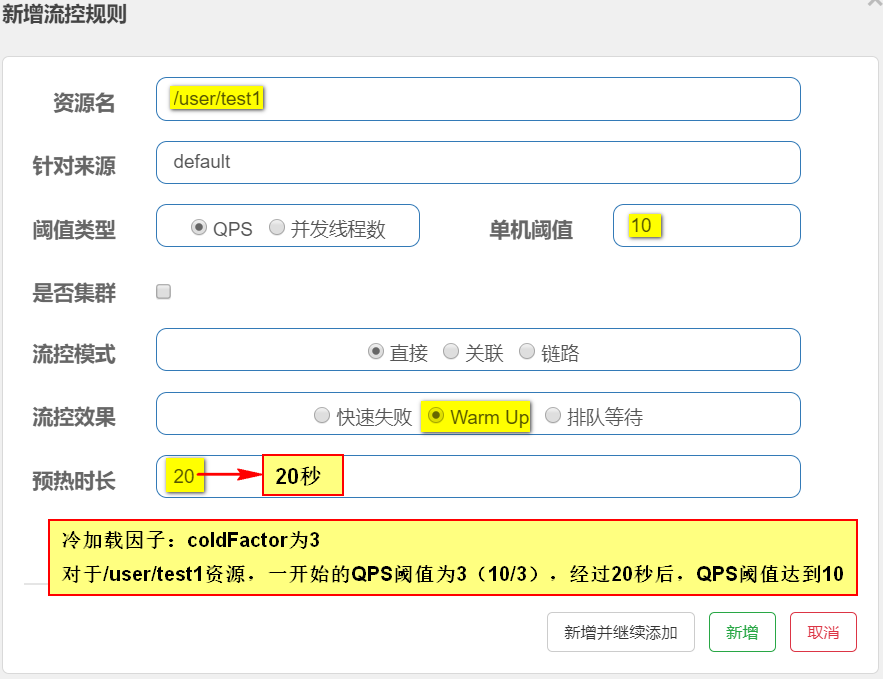 新增流控规则
资源名 /user/test1
针对来源 default
阈值类型 QPS 并发线程数 单机阈值 10
是否集群
流控模式 直接 关联 链路
流控效果 快速失败 Warm Up 排队等待
预热时长 20 20秒
冷加载因子：coldFactor为3
对于/user/test1资源，一开始的QPS阈值为3（10/3），经过20秒后，QPS阈值达到10
新增并继续添加 新增 取消